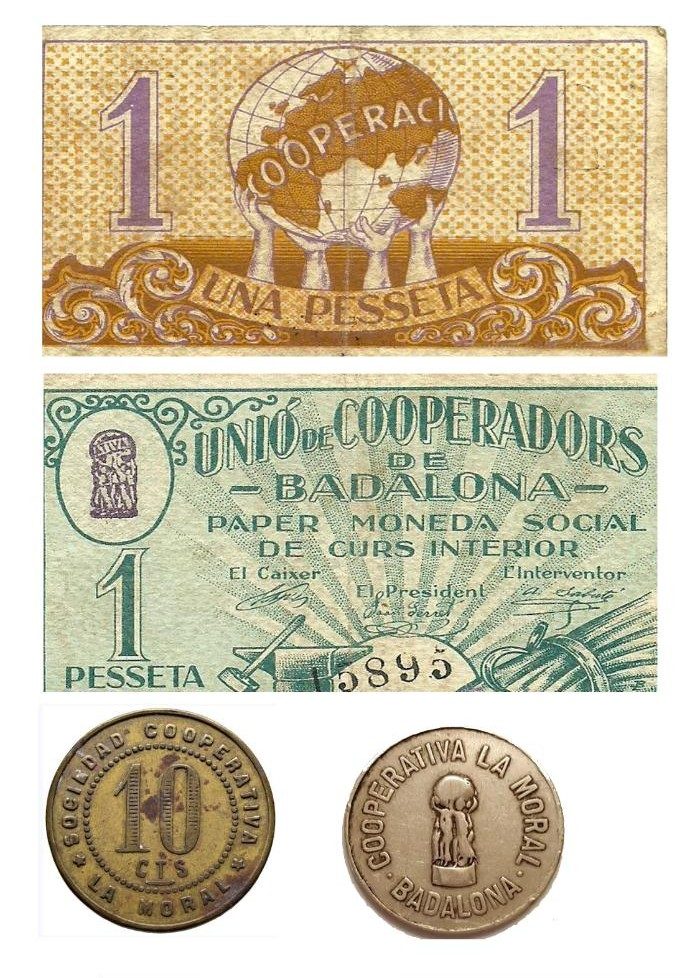 1 1
COOPERACIÓ
UNA PESSETA
UNIÓ DE COOPERADORS
DE
- BADALONA -
PAPER MONEDA SOCIAL
DE CURS INTERIOR
El Caixer
El President
L'Interventor
1
PESSETA
15895
SOCIEDAD COOPERATIVA
10
CTS
LA MORAL
COOPERATIVA LA MORAL
· BADALONA ·